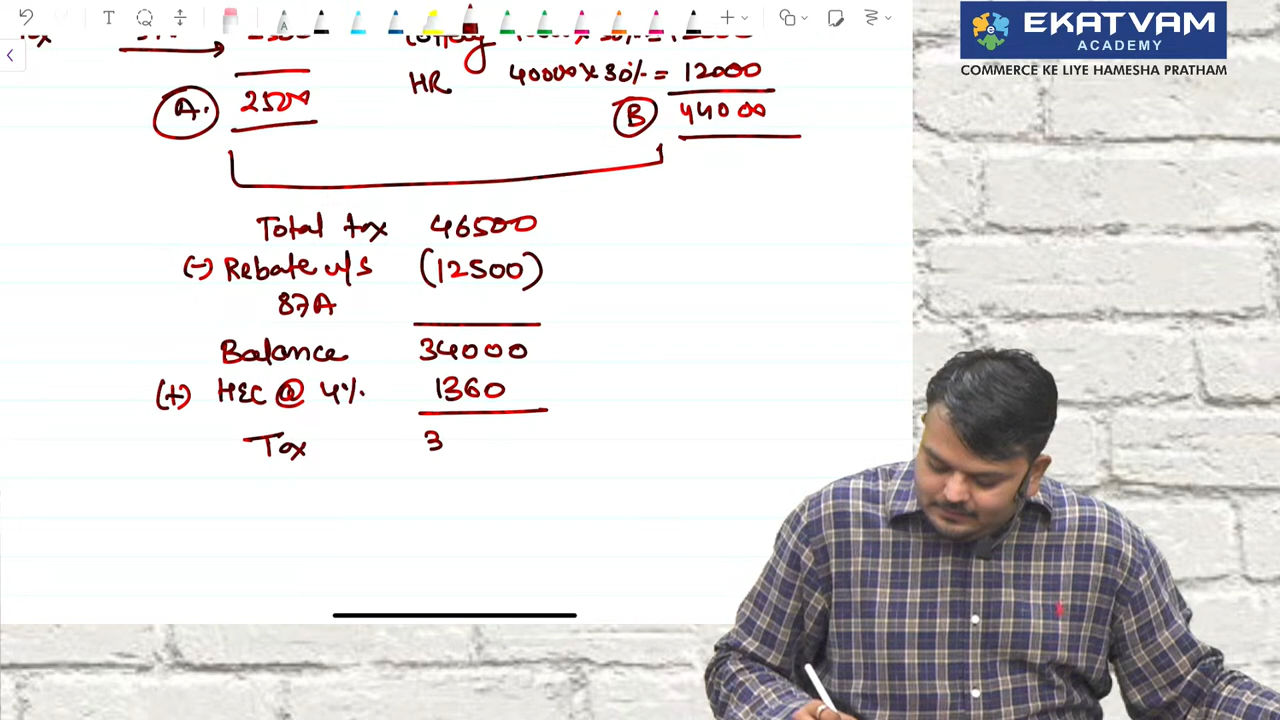 EKATVAM
ACADEMY
COMMERCE KE LIYE HAMESHA PRATHAM
HR 40000 x 30% = 12000
A. 2500
B 44000
Total tax 46500
(-) Rebate u/s (12500)
87A
Balance 34000
(+) HEC @ 4% 1360
Tax 3